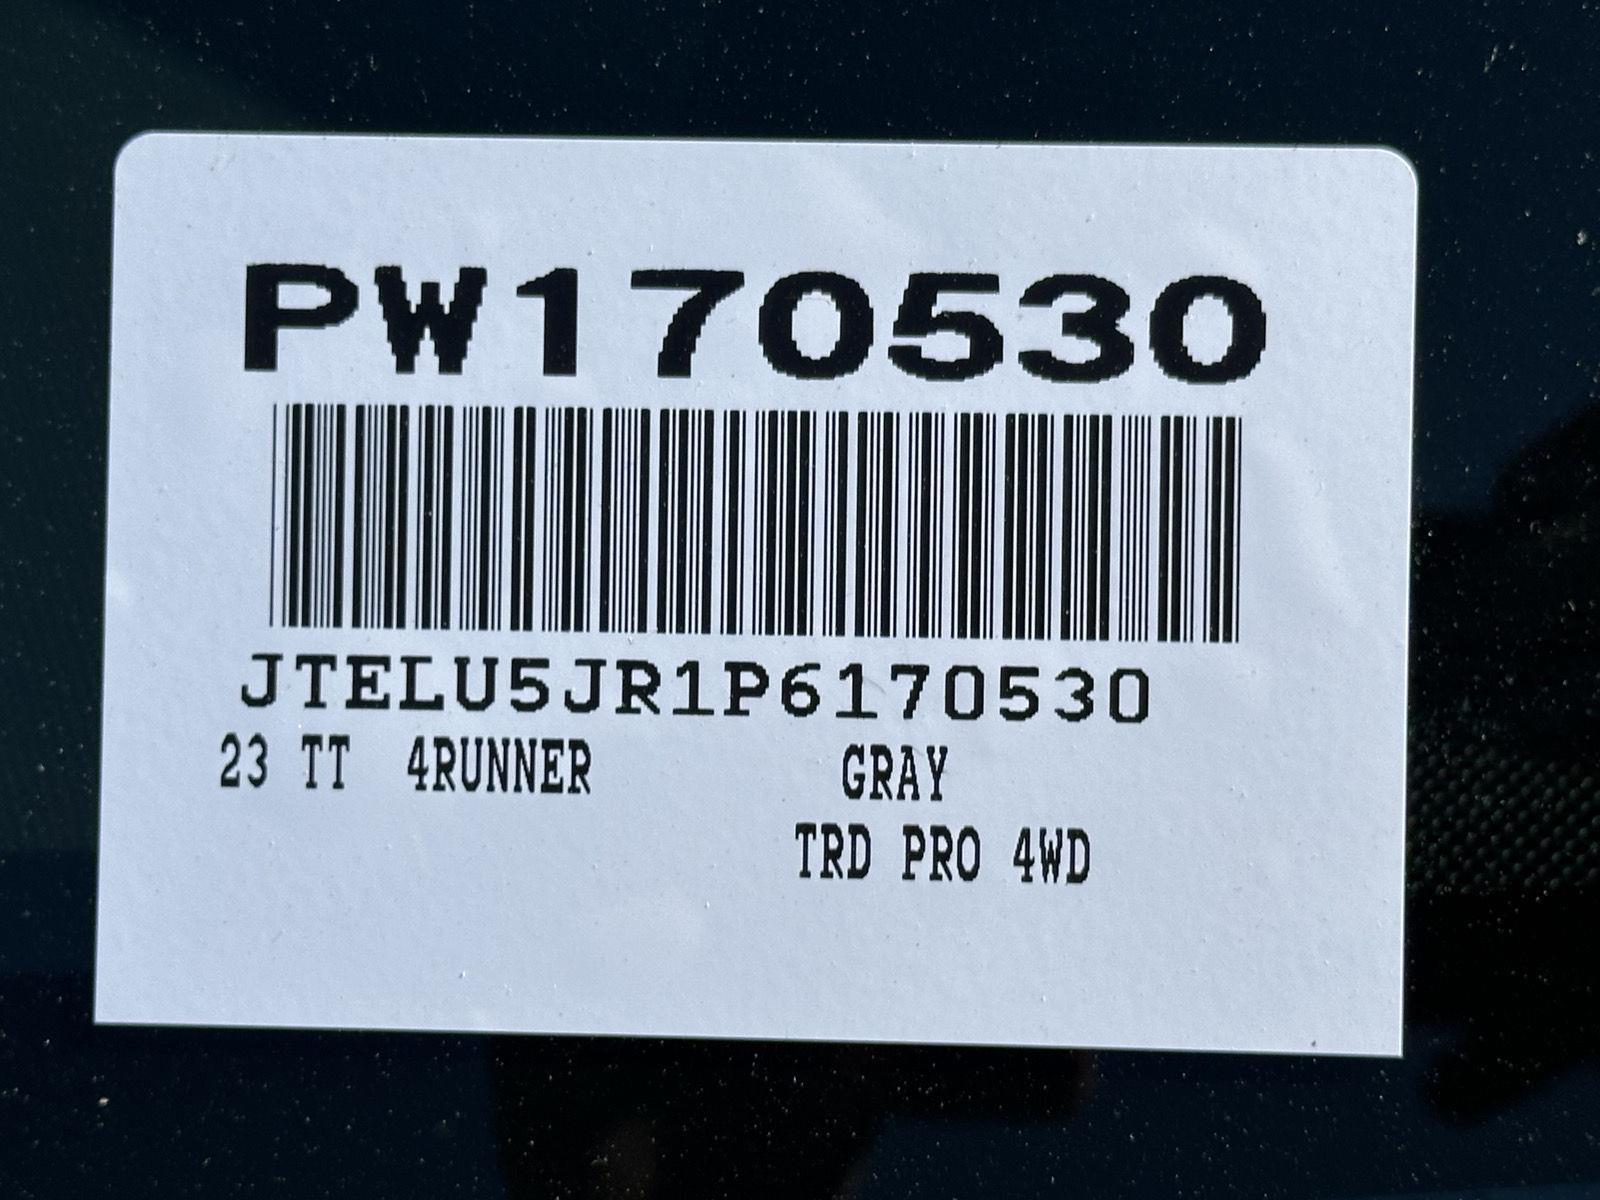 PW170530
JTELU5JR1P6170530
23 TT 4RUNNER GRAY
TRD PRO 4WD